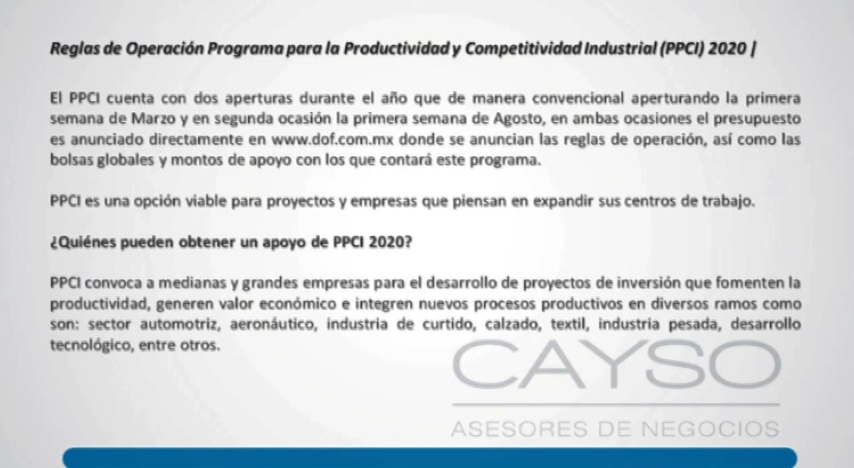 Reglas de Operación Programa para la Productividad y Competitividad Industrial (PPCI) 2020 |
El PPCI cuenta con dos aperturas durante el año que de manera convencional aperturando la primera
semana de Marzo y en segunda ocasión la primera semana de Agosto, en ambas ocasiones el presupuesto
es anunciado directamente en www.dof.com.mx donde se anuncian las reglas de operación, así como las
bolsas globales y montos de apoyo con los que contará este programa.
PPCI es una opción viable para proyectos y empresas que piensan en expandir sus centros de trabajo.
¿Quiénes pueden obtener un apoyo de PPCI 2020?
PPCI convoca a medianas y grandes empresas para el desarrollo de proyectos de inversión que fomenten la
productividad, generen valor económico e integren nuevos procesos productivos en diversos ramos como
son: sector automotriz, aeronáutico, industria de curtido, calzado, textil, industria pesada, desarrollo
tecnológico, entre otros.
CAYSO
ASESORES DE NEGOCIOS